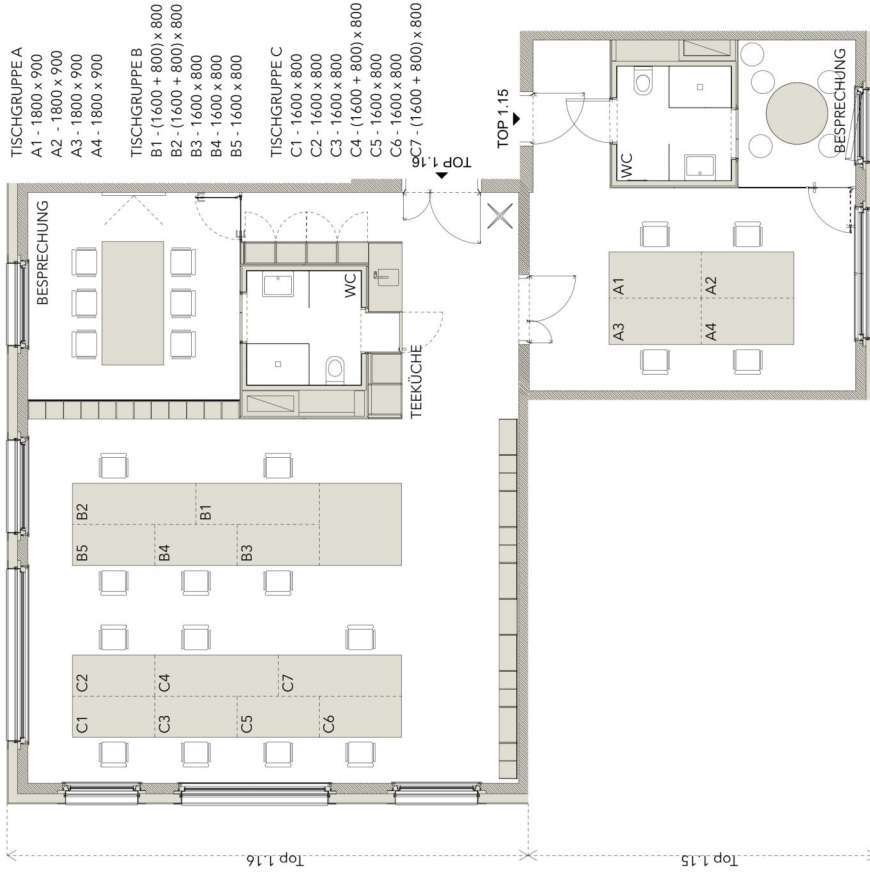 TISCHGRUPPE A
A1 - 1800 x 900
A2 - 1800 x 900
A3 - 1800 x 900
A4 - 1800 x 900
TISCHGRUPPE B
B1 - (1600 + 800) x 800
B2 - (1600 + 800) x 800
B3 - 1600 x 800
B4 - 1600 x 800
B5 - 1600 x 800
TISCHGRUPPE C
C1 - 1600 x 800
C2 - 1600 x 800
C3 - 1600 x 800
C4 - (1600 + 800) x 800
C5 - 1600 x 800
C6 - 1600 x 800
C7 - (1600 + 800) x 800
BESPRECHUNG
WC
TEEKÜCHE
TOP 1.16
TOP 1.15
WC
BESPRECHUNG
B2
B1
B5
B4
B3
C2
C4
C7
C1
C3
C5
C6
A1
A2
A3
A4
Top 1.16
Top 1.15